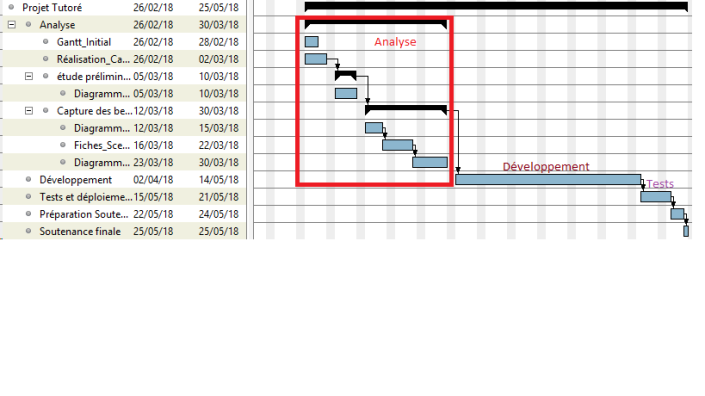 Projet Tutoré 26/02/18 25/05/18
Analyse 26/02/18 30/03/18
Gantt_Initial 26/02/18 28/02/18 Analyse
Réalisation_Ca... 26/02/18 02/03/18
étude prélimin... 05/03/18 10/03/18
Diagramm... 05/03/18 10/03/18
Capture des be... 12/03/18 30/03/18
Diagramm... 12/03/18 15/03/18
Fiches_Sce... 16/03/18 22/03/18
Diagramm... 23/03/18 30/03/18 Développement
Développement 02/04/18 14/05/18 Tests
Tests et déploieme... 15/05/18 21/05/18
Préparation Soute... 22/05/18 24/05/18
Soutenance finale 25/05/18 25/05/18